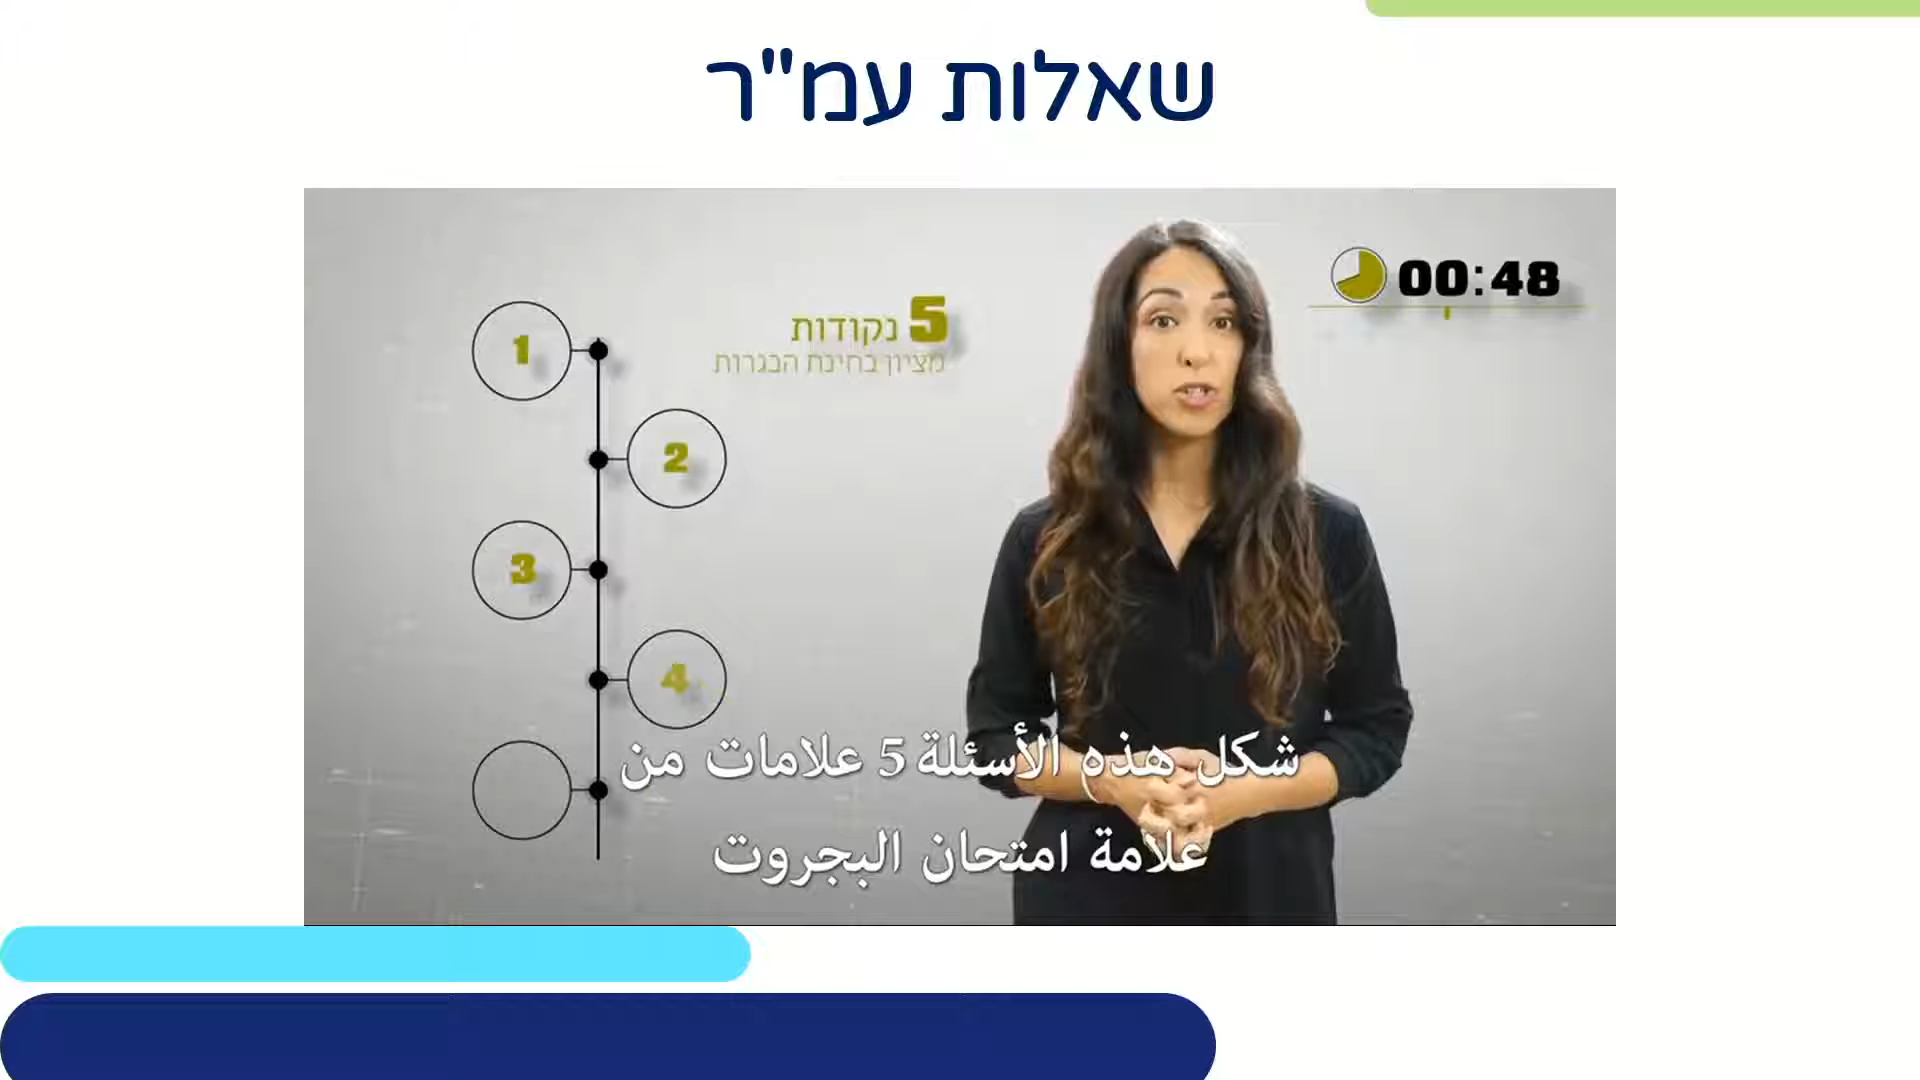 שאלות עמ"ר
00:48
5 נקודות
מציון בחינת הבגרות
1
2
3
4
شكل هذه الأسئلة 5 علامات من
علامة امتحان البجروت